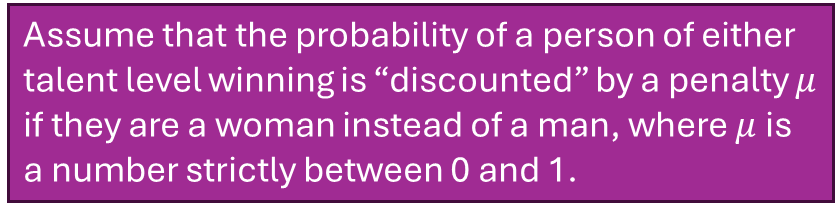 Assume that the probability of a person of either
talent level winning is “discounted” by a penalty 𝜇
if they are a woman instead of a man, where 𝜇 is
a number strictly between 0 and 1.